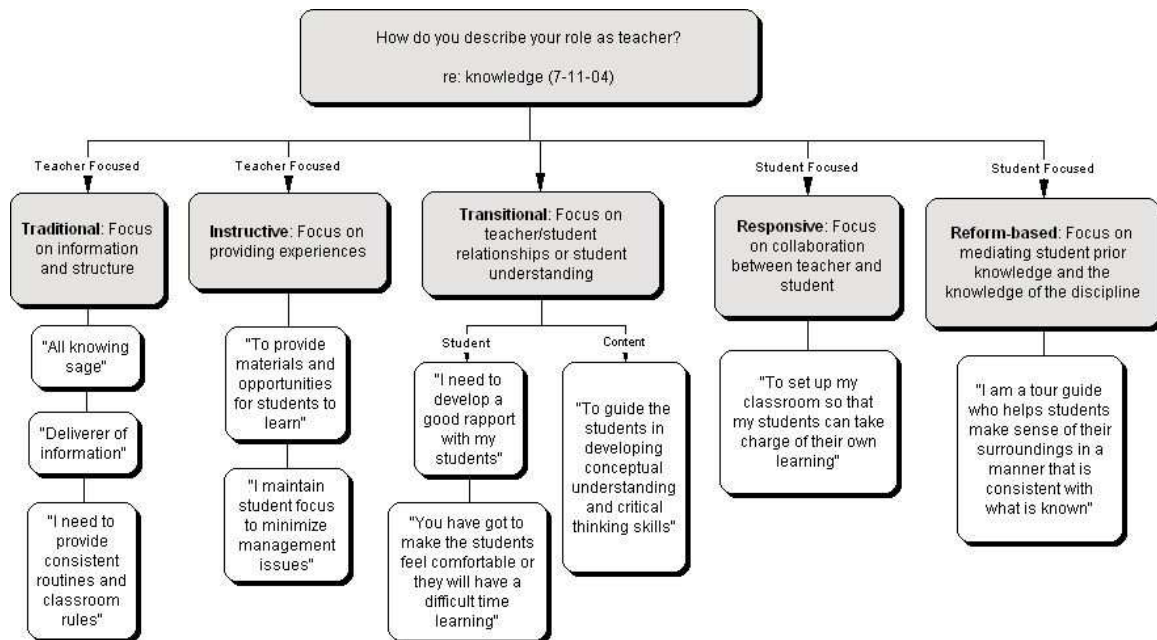 How do you describe your role as teacher?
re: knowledge (7-11-04)
Teacher Focused
Traditional: Focus
on information
and structure
"All knowing
sage"
"Deliverer of
information"
"I need to
provide
consistent
routines and
classroom
rules"
Teacher Focused
Instructive: Focus on
providing experiences
"To provide
materials and
opportunities
for students to
learn"
"I maintain
student focus
to minimize
management
issues"
Transitional: Focus on
teacher/student
relationships or student
understanding
Student
"I need to
develop a
good rapport
with my
students"
"You have got to
make the students
feel comfortable or
they will have a
difficult time
learning"
Content
"To guide the
students in
developing
conceptual
understanding
and critical
thinking skills"
Student Focused
Responsive: Focus
on collaboration
between teacher and
student
"To set up my
classroom so that
my students can take
charge of their own
learning"
Student Focused
Reform-based: Focus on
mediating student prior
knowledge and the
knowledge of the discipline
"I am a tour guide
who helps students
make sense of their
surroundings in a
manner that is
consistent with
what is known"